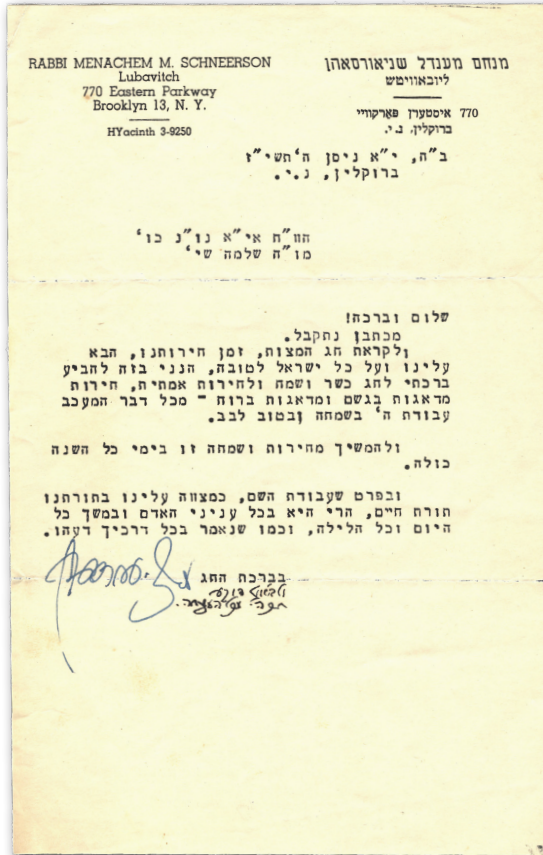 RABBI MENACHEM M. SCHNEERSON
Lubavitch
770 Eastern Parkway
Brooklyn 13, N. Y.
HYacinth 3-9250
מנחם מענדל שניאורסאהן
ליובאוויטש
770 איסטערן פארקוויי
ברוקלין, נ.י.
ב"ה, י"א ניסן ה'תשי"ז
ברוקלין, נ.י.
הוו"ח אי"א נו"נ כו'
מו"ה שלמה שי'
שלום וברכה!
מכתבו נתקבל.
ולקראת חג המצות, זמן חירותנו, הבא
עלינו ועל כל ישראל לטובה, הנני בזה להביע
ברכתי לחג כשר ושמח ולחירות אמתית, חירות
מדאגות בגשם ומדאגות ברוח - מכל דבר המעכב
עבודת ה' בשמחה ובטוב לבב.
ולהמשיך מחירות ושמחה זו בימי כל השנה
כולה.
ובפרט שעבודת השם, כמצווה עלינו בתורתנו
תורת חיים, הרי היא בכל עניני האדם ובמשך כל
היום וכל הלילה, וכמו שנאמר בכל דרכיך דעהו.
בברכת החג